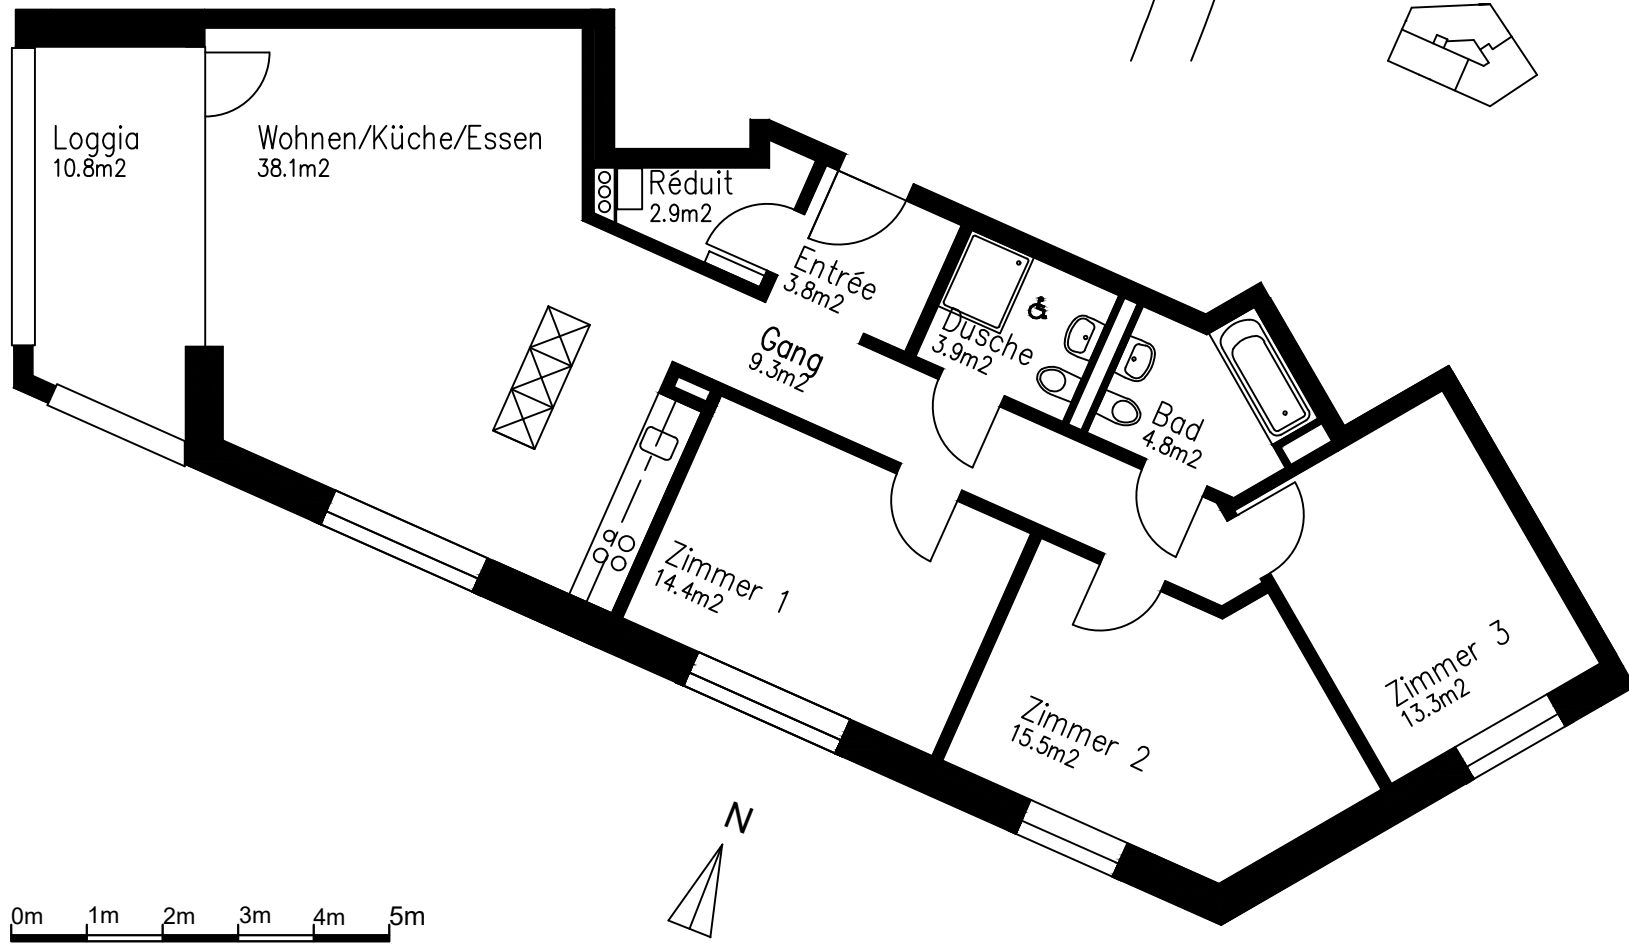 Loggia
10.8m2
Wohnen/Küche/Essen
38.1m2
Réduit
2.9m2
Entrée
3.8m2
Gang
9.3m2
Dusche
3.9m2
Bad
4.8m2
Zimmer 1
14.4m2
Zimmer 2
15.5m2
Zimmer 3
13.3m2
N
0m 1m 2m 3m 4m 5m